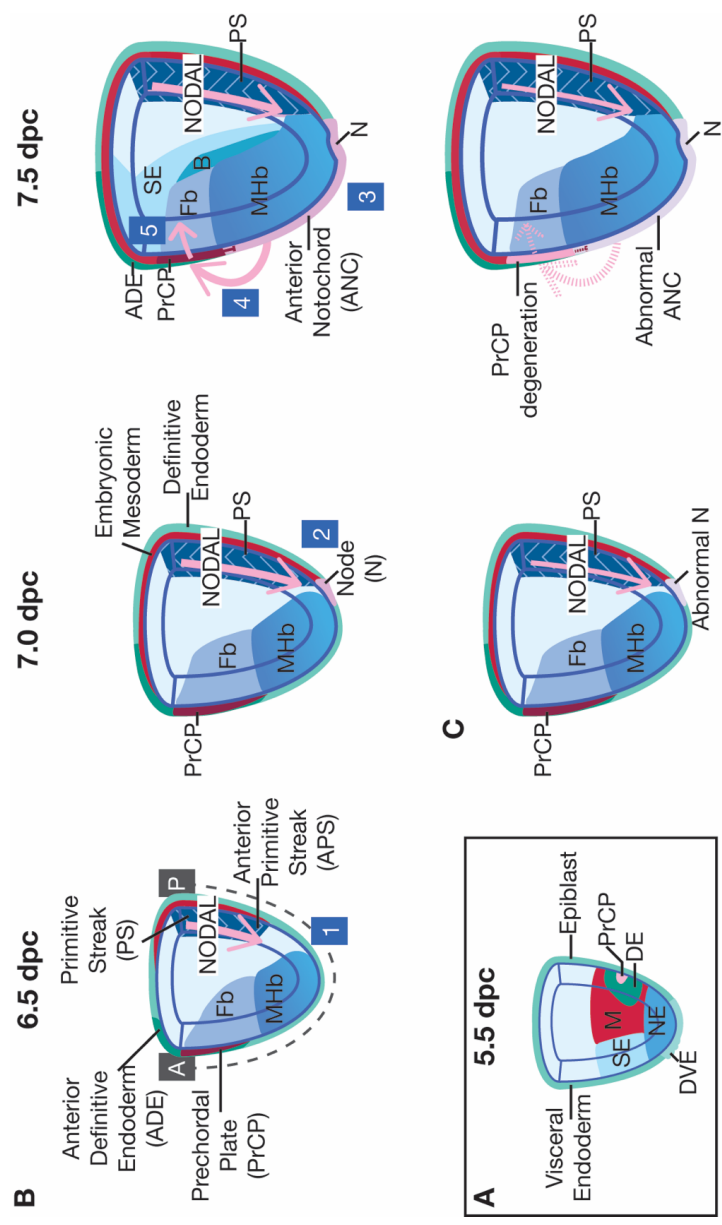 B
6.5 dpc
7.0 dpc
7.5 dpc
Anterior
Definitive
Endoderm
(ADE)
Primitive
Streak
(PS)
A
P
NODAL
Fb
MHb
Prechordal
Plate
(PrCP)
Anterior
Primitive
Streak
(APS)
1
Embryonic
Mesoderm
Definitive
Endoderm
PrCP
NODAL
PS
Fb
MHb
2
Node
(N)
ADE
PrCP
5
SE
Fb
B
MHb
NODAL
PS
4
3
N
Anterior
Notochord
(ANC)
A
5.5 dpc
Visceral
Endoderm
Epiblast
PrCP
DE
M
SE
NE
DVE
C
PrCP
NODAL
PS
Fb
MHb
Abnormal N
PrCP
degeneration
NODAL
PS
Fb
MHb
N
Abnormal
ANC